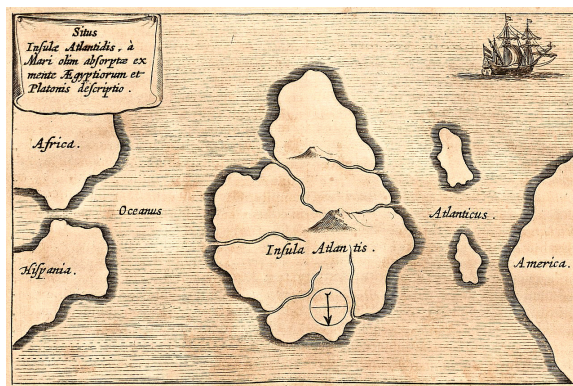 Situs
Insulæ Atlantidis, à
Mari olim absorptæ ex
mente Ægyptiorum et
Platonis descriptio.
Africa.
Oceanus
Atlanticus.
Insula Atlantis.
Hispania.
America.